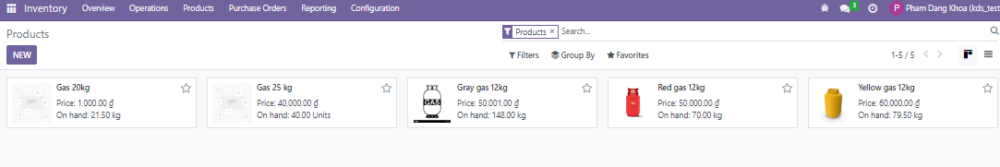 Inventory Overview Operations Products Purchase Orders Reporting Configuration 3 P Pham Dang Khoa (kds_test
Products Products × Search...
NEW Filters Group By Favorites 1-5 / 5
Gas 20kg
Price: 1,000.00 ₫
On hand: 21.50 kg
Gas 25 kg
Price: 40,000.00 ₫
On hand: 40.00 Units
GAS
Gray gas 12kg
Price: 50,001.00 ₫
On hand: 148.00 kg
Red gas 12kg
Price: 50,000.00 ₫
On hand: 70.00 kg
Yellow gas 12kg
Price: 60,000.00 ₫
On hand: 79.50 kg